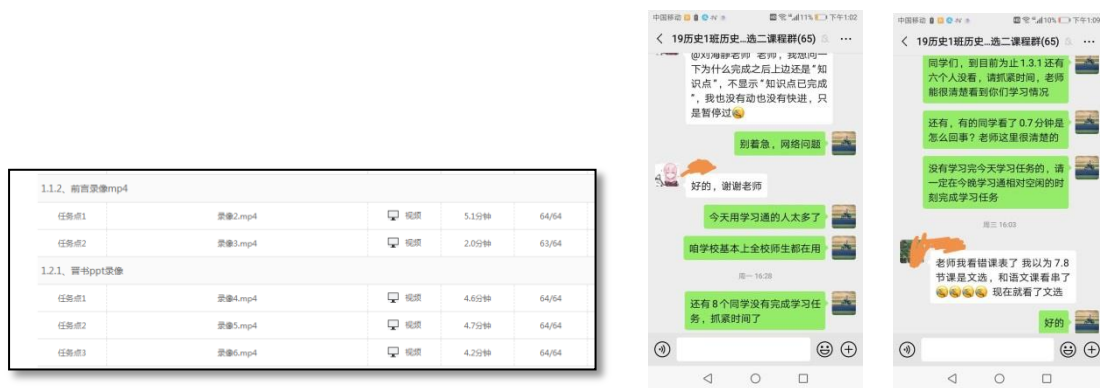 1.1.2、前言录像mp4
任务点1 录像2.mp4 视频 5.1分钟 64/64
任务点2 录像3.mp4 视频 2.0分钟 63/64
1.2.1、晋书ppt录像
任务点1 录像4.mp4 视频 4.6分钟 64/64
任务点2 录像5.mp4 视频 4.7分钟 64/64
任务点3 录像6.mp4 视频 4.2分钟 64/64
中国移动 11% 下午1:02
19历史1班历史...选二课程群(65)
@刘海静老师 老师，我想问一
下为什么完成之后上边还是“知
识点”，不显示“知识点已完成
”，我也没有动也没有快进，只
是暂停过
别着急，网络问题
好的，谢谢老师
今天用学习通的人太多了
咱学校基本上全校师生都在用
周一 16:28
还有8个同学没有完成学习任
务，抓紧时间了
中国移动 10% 下午1:09
19历史1班历史...选二课程群(65)
同学们，到目前为止1.3.1还有
六个人没看，请抓紧时间，老师
能很清楚看到你们学习情况
还有，有的同学看了0.7分钟是
怎么回事？老师这里很清楚的
没有学习完今天学习任务的，请
一定在今晚学习通相对空闲的时
刻完成学习任务
周三 16:03
老师我看错课表了 我以为7.8
节课是文选，和语文课看串了
现在就看了文选
好的